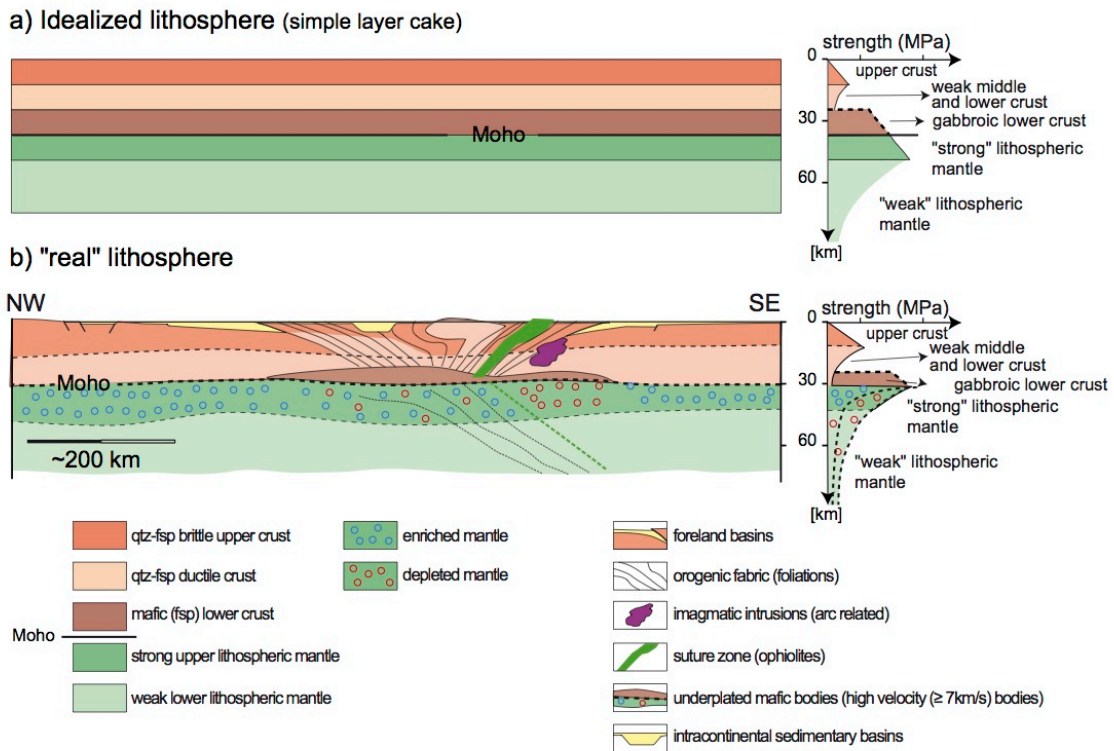 a) Idealized lithosphere (simple layer cake)
strength (MPa)
0
upper crust
weak middle
and lower crust
30
gabbroic lower crust
Moho
"strong" lithospheric
mantle
60
"weak" lithospheric
mantle
[km]
b) "real" lithosphere
NW
SE
strength (MPa)
0
upper crust
weak middle
and lower crust
Moho
30
gabbroic lower crust
"strong" lithospheric
mantle
~200 km
60
"weak" lithospheric
mantle
[km]
qtz-fsp brittle upper crust
qtz-fsp ductile crust
mafic (fsp) lower crust
Moho
strong upper lithospheric mantle
weak lower lithospheric mantle
enriched mantle
depleted mantle
foreland basins
orogenic fabric (foliations)
imagmatic intrusions (arc related)
suture zone (ophiolites)
underplated mafic bodies (high velocity (≥ 7km/s) bodies)
intracontinental sedimentary basins